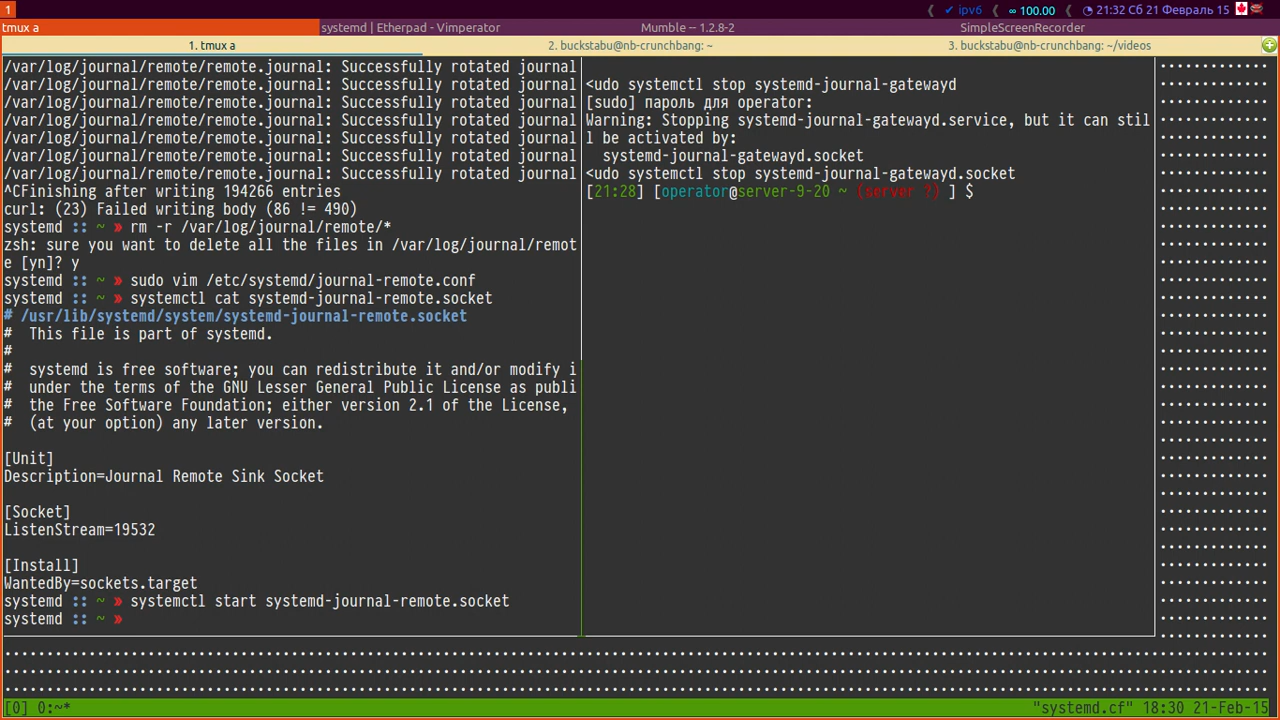 1
ipv6
∞ 100.00
21:32 Сб 21 Февраль 15
tmux a
systemd | Etherpad - Vimperator
Mumble -- 1.2.8-2
SimpleScreenRecorder
1. tmux a
2. buckstabu@nb-crunchbang: ~
3. buckstabu@nb-crunchbang: ~/videos
/var/log/journal/remote/remote.journal: Successfully rotated journal
/var/log/journal/remote/remote.journal: Successfully rotated journal
/var/log/journal/remote/remote.journal: Successfully rotated journal
/var/log/journal/remote/remote.journal: Successfully rotated journal
/var/log/journal/remote/remote.journal: Successfully rotated journal
/var/log/journal/remote/remote.journal: Successfully rotated journal
/var/log/journal/remote/remote.journal: Successfully rotated journal
^CFinishing after writing 194266 entries
curl: (23) Failed writing body (86 != 490)
systemd :: ~ » rm -r /var/log/journal/remote/*
zsh: sure you want to delete all the files in /var/log/journal/remot
e [yn]? y
systemd :: ~ » sudo vim /etc/systemd/journal-remote.conf
systemd :: ~ » systemctl cat systemd-journal-remote.socket
# /usr/lib/systemd/system/systemd-journal-remote.socket
#  This file is part of systemd.
#
#  systemd is free software; you can redistribute it and/or modify i
#  under the terms of the GNU Lesser General Public License as publi
#  the Free Software Foundation; either version 2.1 of the License,
#  (at your option) any later version.
[Unit]
Description=Journal Remote Sink Socket
[Socket]
ListenStream=19532
[Install]
WantedBy=sockets.target
systemd :: ~ » systemctl start systemd-journal-remote.socket
systemd :: ~ »
<udo systemctl stop systemd-journal-gatewayd
[sudo] пароль для operator:
Warning: Stopping systemd-journal-gatewayd.service, but it can stil
l be activated by:
  systemd-journal-gatewayd.socket
<udo systemctl stop systemd-journal-gatewayd.socket
[21:28] [operator@server-9-20 ~ (server ?) ] $
[0] 0:~*
"systemd.cf" 18:30 21-Feb-15